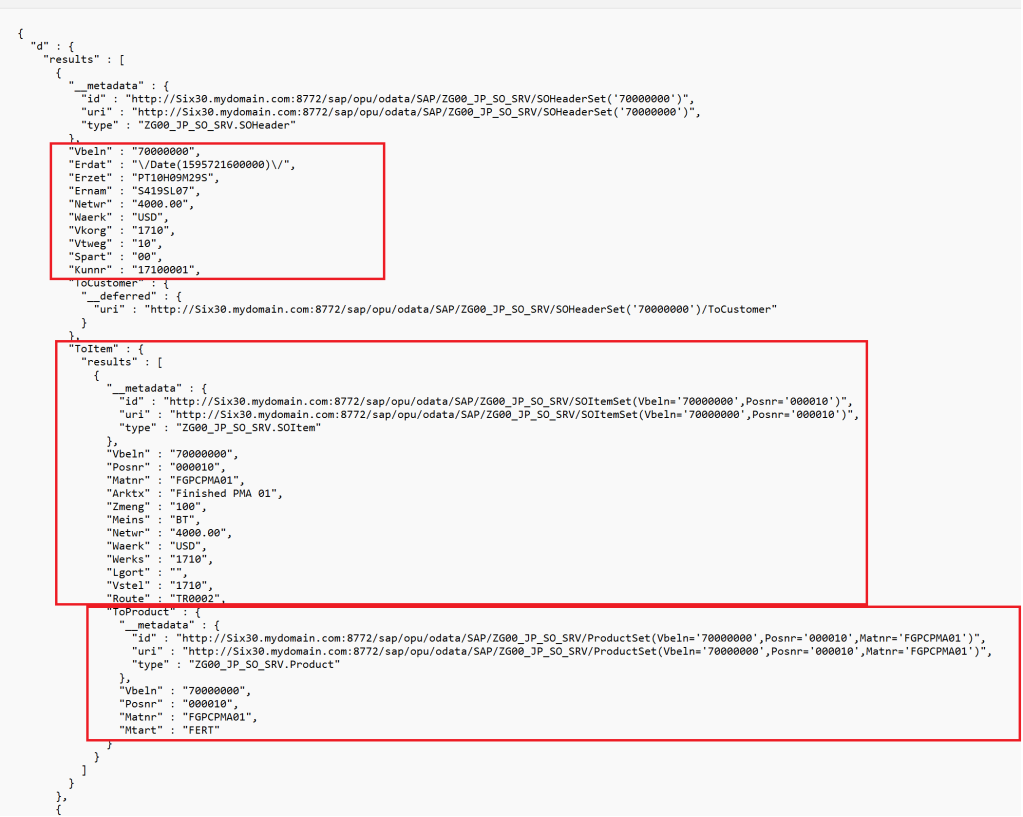 {
"d" : {
"results" : [
{
"__metadata" : {
"id" : "http://Six30.mydomain.com:8772/sap/opu/odata/SAP/ZG00_JP_SO_SRV/SOHeaderSet('70000000')",
"uri" : "http://Six30.mydomain.com:8772/sap/opu/odata/SAP/ZG00_JP_SO_SRV/SOHeaderSet('70000000')",
"type" : "ZG00_JP_SO_SRV.SOHeader"
},
"Vbeln" : "70000000",
"Erdat" : "\/Date(1595721600000)\/",
"Erzet" : "PT10H09M29S",
"Ernam" : "S419SL07",
"Netwr" : "4000.00",
"Waerk" : "USD",
"Vkorg" : "1710",
"Vtweg" : "10",
"Spart" : "00",
"Kunnr" : "17100001",
"ToCustomer" : {
"__deferred" : {
"uri" : "http://Six30.mydomain.com:8772/sap/opu/odata/SAP/ZG00_JP_SO_SRV/SOHeaderSet('70000000')/ToCustomer"
}
},
"ToItem" : {
"results" : [
{
"__metadata" : {
"id" : "http://Six30.mydomain.com:8772/sap/opu/odata/SAP/ZG00_JP_SO_SRV/SOItemSet(Vbeln='70000000',Posnr='000010')",
"uri" : "http://Six30.mydomain.com:8772/sap/opu/odata/SAP/ZG00_JP_SO_SRV/SOItemSet(Vbeln='70000000',Posnr='000010')",
"type" : "ZG00_JP_SO_SRV.SOItem"
},
"Vbeln" : "70000000",
"Posnr" : "000010",
"Matnr" : "FGPCPMA01",
"Arktx" : "Finished PMA 01",
"Zmeng" : "100",
"Meins" : "BT",
"Netwr" : "4000.00",
"Waerk" : "USD",
"Werks" : "1710",
"Lgort" : "",
"Vstel" : "1710",
"Route" : "TR0002",
"ToProduct" : {
"__metadata" : {
"id" : "http://Six30.mydomain.com:8772/sap/opu/odata/SAP/ZG00_JP_SO_SRV/ProductSet(Vbeln='70000000',Posnr='000010',Matnr='FGPCPMA01')",
"uri" : "http://Six30.mydomain.com:8772/sap/opu/odata/SAP/ZG00_JP_SO_SRV/ProductSet(Vbeln='70000000',Posnr='000010',Matnr='FGPCPMA01')",
"type" : "ZG00_JP_SO_SRV.Product"
},
"Vbeln" : "70000000",
"Posnr" : "000010",
"Matnr" : "FGPCPMA01",
"Mtart" : "FERT"
}
}
]
}
},
{